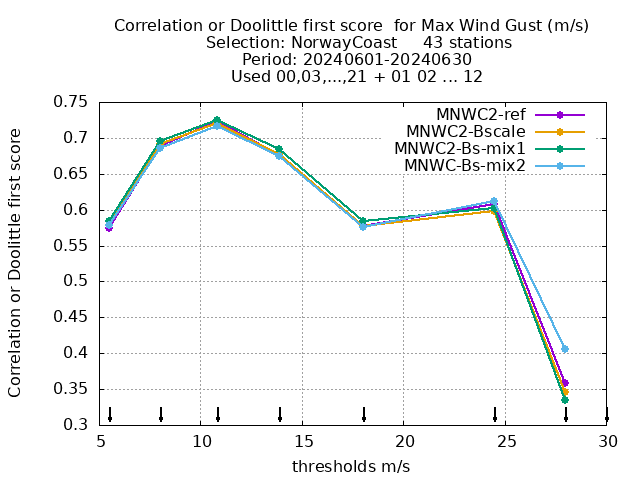 Correlation or Doolittle first score  for Max Wind Gust (m/s)
Selection: NorwayCoast     43 stations
Period: 20240601-20240630
Used 00,03,...,21 + 01 02 ... 12
MNWC2-ref
MNWC2-Bscale
MNWC2-Bs-mix1
MNWC-Bs-mix2
Correlation or Doolittle first score
0.75
0.7
0.65
0.6
0.55
0.5
0.45
0.4
0.35
0.3
5 10 15 20 25 30
thresholds m/s